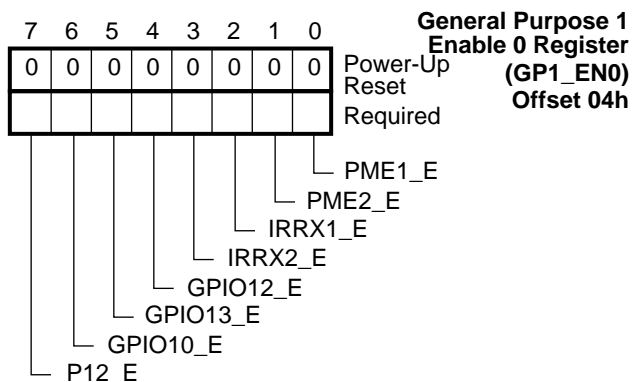 7 6 5 4 3 2 1 0
General Purpose 1
Enable 0 Register
(GP1_EN0)
Offset 04h
0 0 0 0 0 0 0 0
Power-Up
Reset
Required
PME1_E
PME2_E
IRRX1_E
IRRX2_E
GPIO12_E
GPIO13_E
GPIO10_E
P12_E